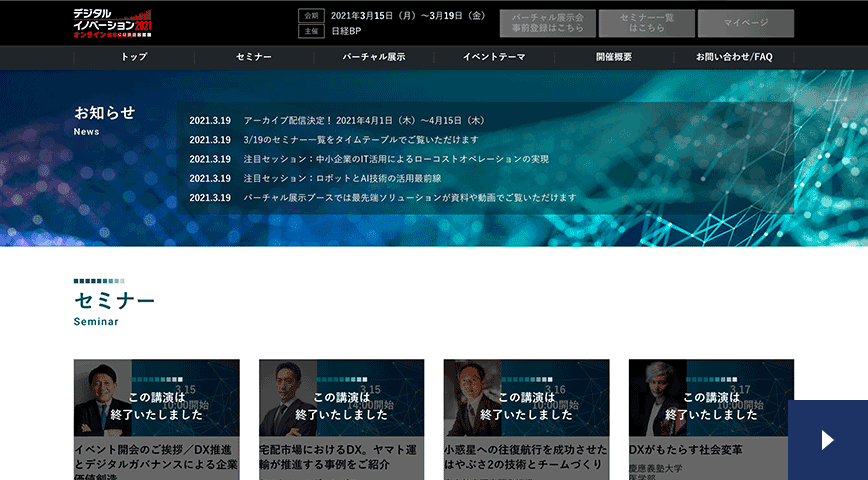 デジタル
イノベーション2021
オンライン
会期 2021年3月15日（月）〜3月19日（金）
主催 日経BP
バーチャル展示会
事前登録はこちら
セミナー一覧
はこちら
マイページ
トップ セミナー バーチャル展示 イベントテーマ 開催概要 お問い合わせ/FAQ
お知らせ
News
2021.3.19 アーカイブ配信決定！ 2021年4月1日（木）〜4月15日（木）
2021.3.19 3/19のセミナー一覧をタイムテーブルでご覧いただけます
2021.3.19 注目セッション：中小企業のIT活用によるローコストオペレーションの実現
2021.3.19 注目セッション：ロボットとAI技術の活用最前線
2021.3.19 バーチャル展示ブースでは最先端ソリューションが資料や動画でご覧いただけます
セミナー
Seminar
3.15
10:00開始
この講演は
終了いたしました
イベント開会のご挨拶／DX推進
とデジタルガバナンスによる企業
価値創造
3.15
14:00開始
この講演は
終了いたしました
宅配市場におけるDX。ヤマト運
輸が推進する事例をご紹介
3.16
10:00開始
この講演は
終了いたしました
小惑星への往復航行を成功させた
はやぶさ2の技術とチームづくり
3.17
10:00開始
この講演は
終了いたしました
DXがもたらす社会変革
慶應義塾大学
医学部